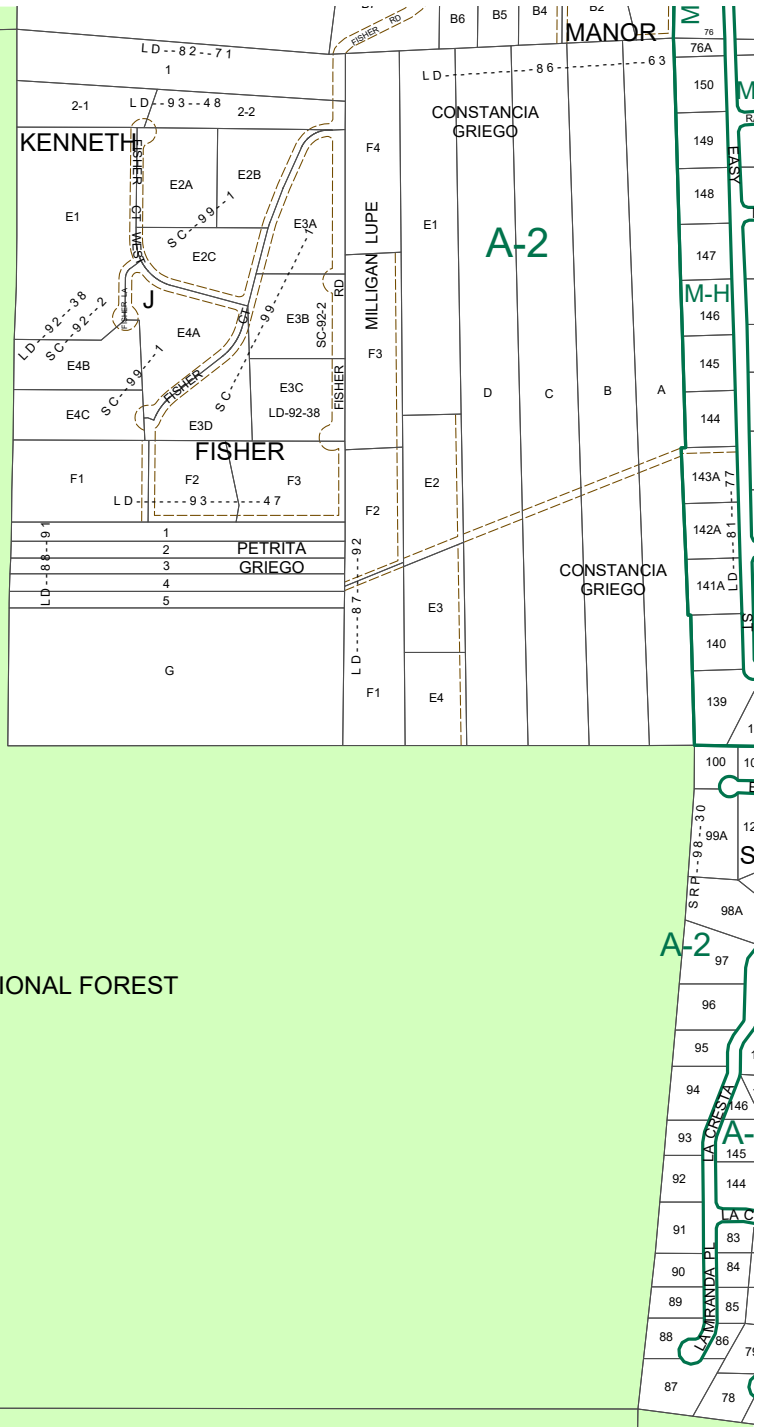 FISHER RD
B6
B5
B4
B2
MANOR
M
76
76A
LD--82--71
1
LD----------86----------63
150
2-1
LD--93--48
2-2
CONSTANCIA
GRIEGO
149
KENNETH
FISHER CT WEST
E2A
E2B
F4
EASY
148
E1
SC--99--1
E3A
E1
E2C
MILLIGAN LUPE
A-2
147
J
FISHER LA
RD
M-H
146
LD--92--38
SC--92--2
E4A
CT
SC------99------1
E3B
SC-92-2
F3
145
E4B
SC--99--1
FISHER
E3C
LD-92-38
FISHER
D
C
B
A
144
E4C
E3D
FISHER
F1
F2
F3
E2
143A
LD--------93--------47
F2
LD----81----77
142A
LD--88--91
1
2
3
4
5
PETRITA
GRIEGO
LD------87------92
CONSTANCIA
GRIEGO
141A
E3
ST
140
G
F1
E4
139
100
SRP--98--30
99A
98A
A-2
97
IONAL FOREST
96
95
94
LA CRESTA
146
93
145
92
144
91
83
LAMIRANDA PL
90
84
89
85
88
86
87
78